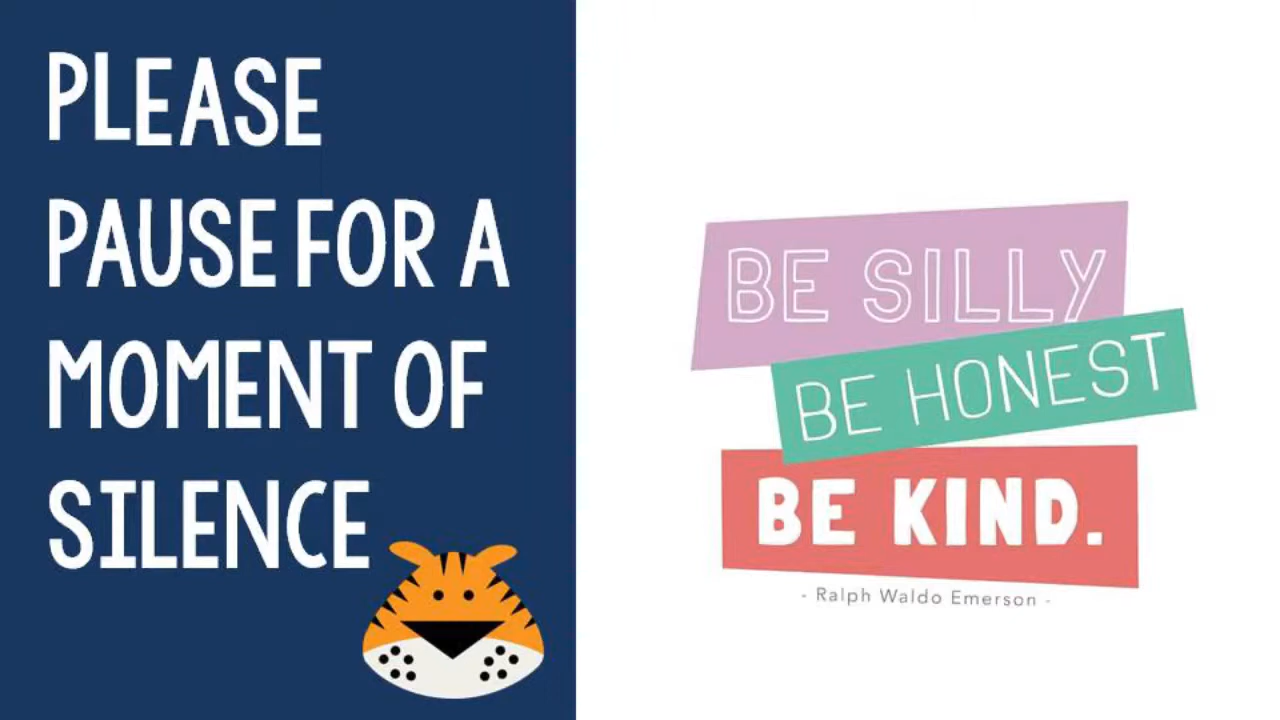 PLEASE
PAUSE FOR A
MOMENT OF
SILENCE
BE SILLY
BE HONEST
BE KIND.
- Ralph Waldo Emerson -